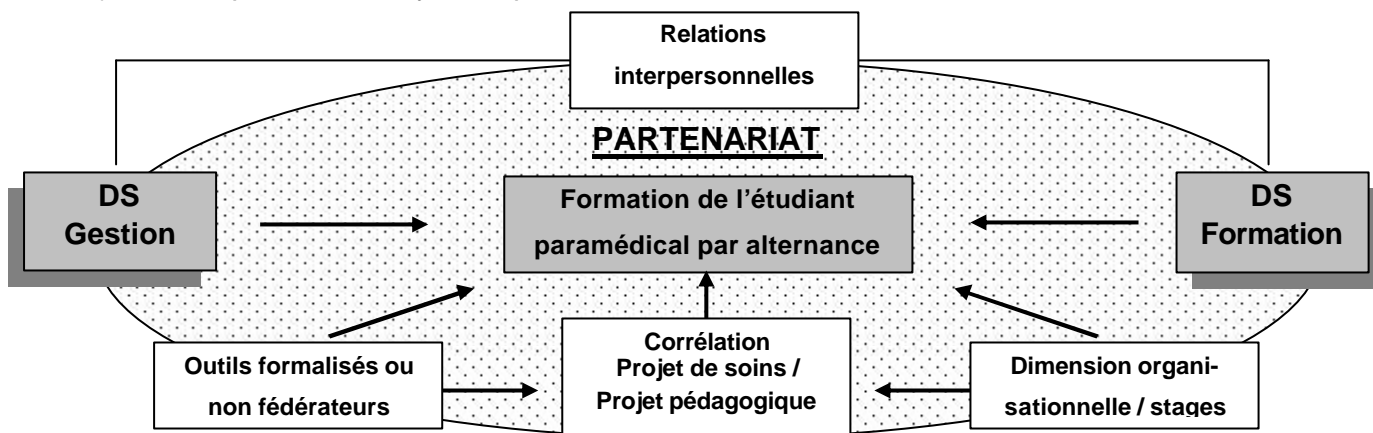 Relations
interpersonnelles
PARTENARIAT
DS
Gestion
Formation de l'étudiant
paramédical par alternance
DS
Formation
Outils formalisés ou
non fédérateurs
Corrélation
Projet de soins /
Projet pédagogique
Dimension organi-
sationnelle / stages